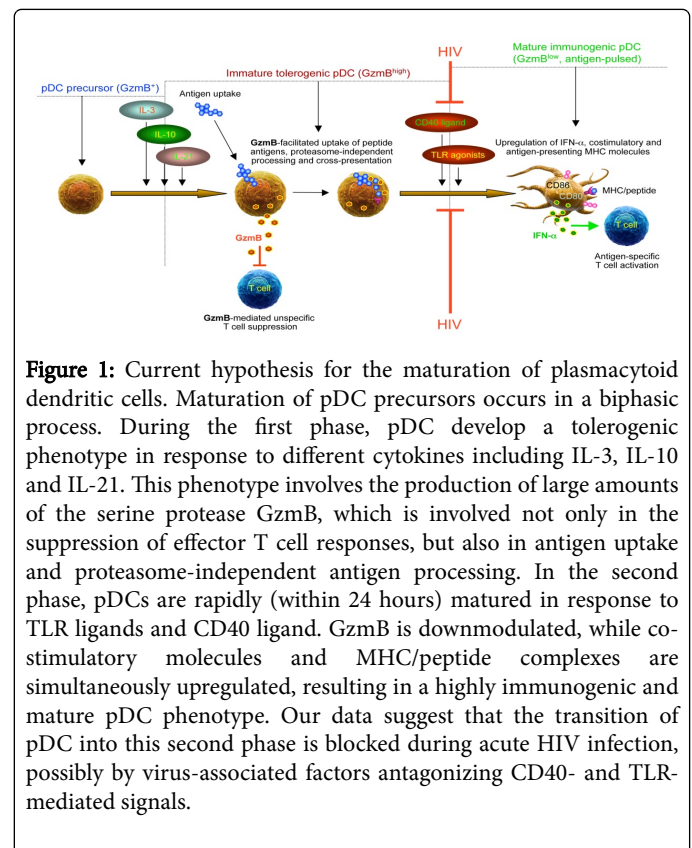 HIV
Mature immunogenic pDC
(GzmBlow, antigen-pulsed)
Immature tolerogenic pDC (GzmBhigh)
pDC precursor (GzmB+)
Antigen uptake
IL-3
IL-10
IL-21
GzmB-facilitated uptake of peptide
antigens, proteasome-independent
processing and cross-presentation
CD40 ligand
TLR agonists
Upregulation of IFN-α, costimulatory and
antigen-presenting MHC molecules
CD86
CD80
MHC/peptide
IFN-α
T cell
Antigen-specific
T cell activation
GzmB
T cell
GzmB-mediated unspecific
T cell suppression
HIV
Figure 1: Current hypothesis for the maturation of plasmacytoid
dendritic cells. Maturation of pDC precursors occurs in a biphasic
process. During the first phase, pDC develop a tolerogenic
phenotype in response to different cytokines including IL-3, IL-10
and IL-21. This phenotype involves the production of large amounts
of the serine protease GzmB, which is involved not only in the
suppression of effector T cell responses, but also in antigen uptake
and proteasome-independent antigen processing. In the second
phase, pDCs are rapidly (within 24 hours) matured in response to
TLR ligands and CD40 ligand. GzmB is downmodulated, while co-
stimulatory molecules and MHC/peptide complexes are
simultaneously upregulated, resulting in a highly immunogenic and
mature pDC phenotype. Our data suggest that the transition of
pDC into this second phase is blocked during acute HIV infection,
possibly by virus-associated factors antagonizing CD40- and TLR-
mediated signals.